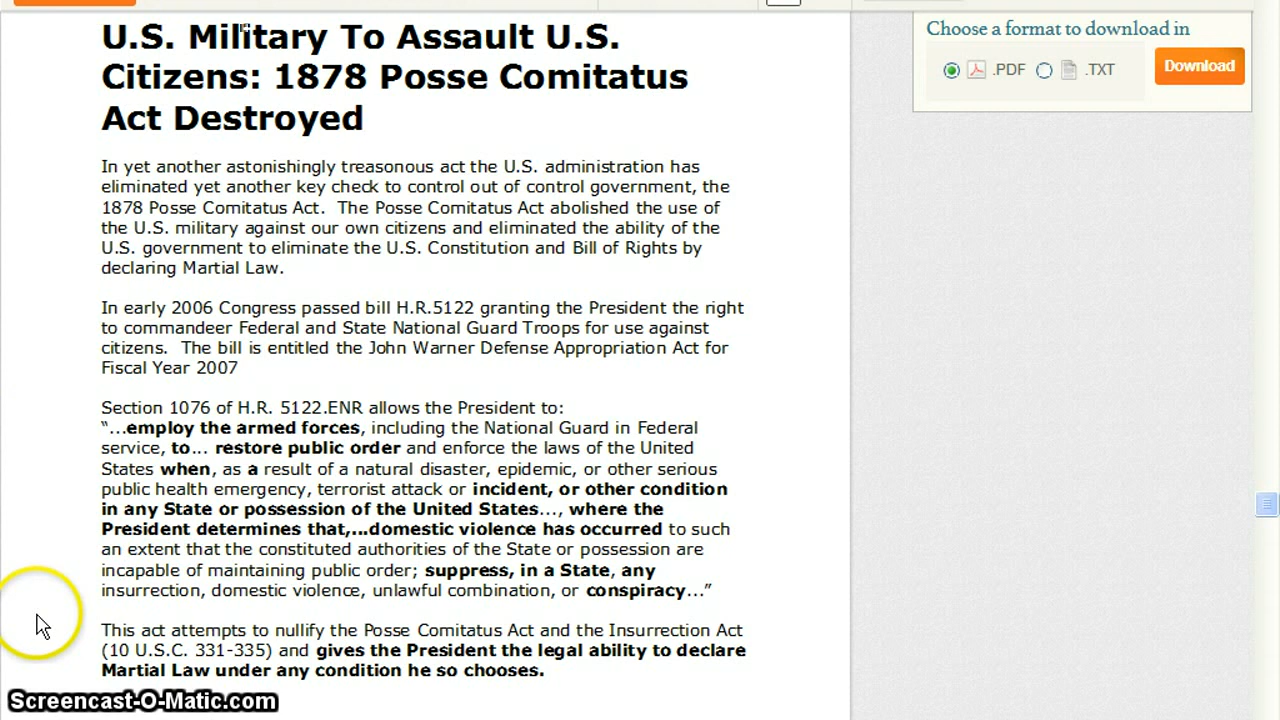 U.S. Military To Assault U.S.
Choose a format to download in
.PDF .TXT Download
Citizens: 1878 Posse Comitatus
Act Destroyed
In yet another astonishingly treasonous act the U.S. administration has
eliminated yet another key check to control out of control government, the
1878 Posse Comitatus Act.  The Posse Comitatus Act abolished the use of
the U.S. military against our own citizens and eliminated the ability of the
U.S. government to eliminate the U.S. Constitution and Bill of Rights by
declaring Martial Law.
In early 2006 Congress passed bill H.R.5122 granting the President the right
to commandeer Federal and State National Guard Troops for use against
citizens.  The bill is entitled the John Warner Defense Appropriation Act for
Fiscal Year 2007
Section 1076 of H.R. 5122.ENR allows the President to:
“...employ the armed forces, including the National Guard in Federal
service, to... restore public order and enforce the laws of the United
States when, as a result of a natural disaster, epidemic, or other serious
public health emergency, terrorist attack or incident, or other condition
in any State or possession of the United States..., where the
President determines that,...domestic violence has occurred to such
an extent that the constituted authorities of the State or possession are
incapable of maintaining public order; suppress, in a State, any
insurrection, domestic violence, unlawful combination, or conspiracy...”
This act attempts to nullify the Posse Comitatus Act and the Insurrection Act
(10 U.S.C. 331-335) and gives the President the legal ability to declare
Martial Law under any condition he so chooses.
Screencast-O-Matic.com